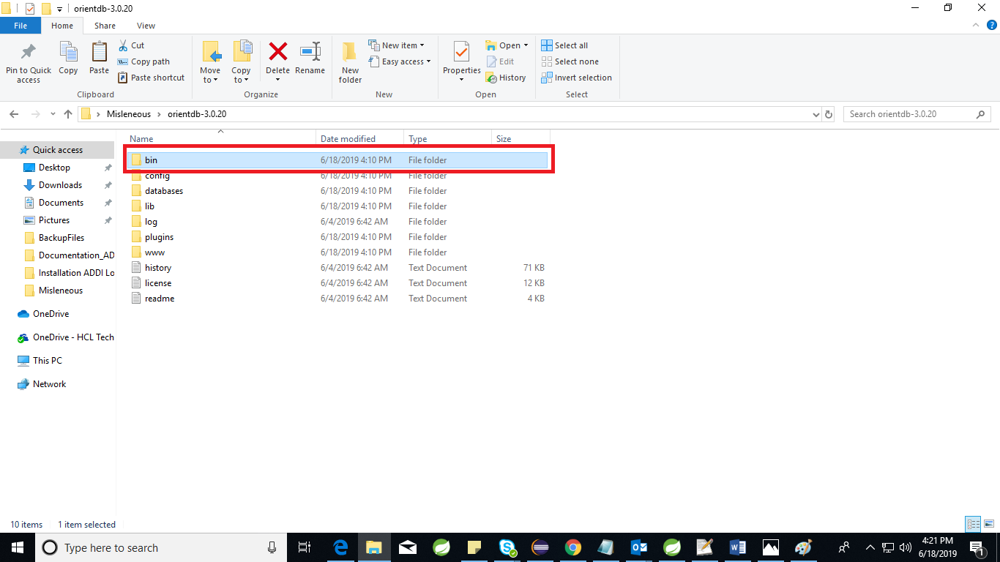 orientdb-3.0.20
File Home Share View
Pin to Quick access
Copy
Paste
Cut
Copy path
Paste shortcut
Clipboard
Move to
Copy to
Delete
Rename
Organize
New folder
New item
Easy access
New
Properties
Open
Edit
History
Open
Select all
Select none
Invert selection
Select
Misleneous > orientdb-3.0.20
Search orientdb-3.0.20
Quick access
Desktop
Downloads
Documents
Pictures
BackupFiles
Documentation_AD
Installation ADDI Lo
Misleneous
OneDrive
OneDrive - HCL Tech
This PC
Network
Name Date modified Type Size
bin 6/18/2019 4:10 PM File folder
config 6/18/2019 4:10 PM File folder
databases 6/18/2019 4:10 PM File folder
lib 6/18/2019 4:10 PM File folder
log 6/4/2019 6:42 AM File folder
plugins 6/18/2019 4:10 PM File folder
www 6/18/2019 4:10 PM File folder
history 6/4/2019 6:42 AM Text Document 71 KB
license 6/4/2019 6:42 AM Text Document 12 KB
readme 6/4/2019 6:42 AM Text Document 4 KB
10 items 1 item selected
Type here to search
4:21 PM
6/18/2019
1